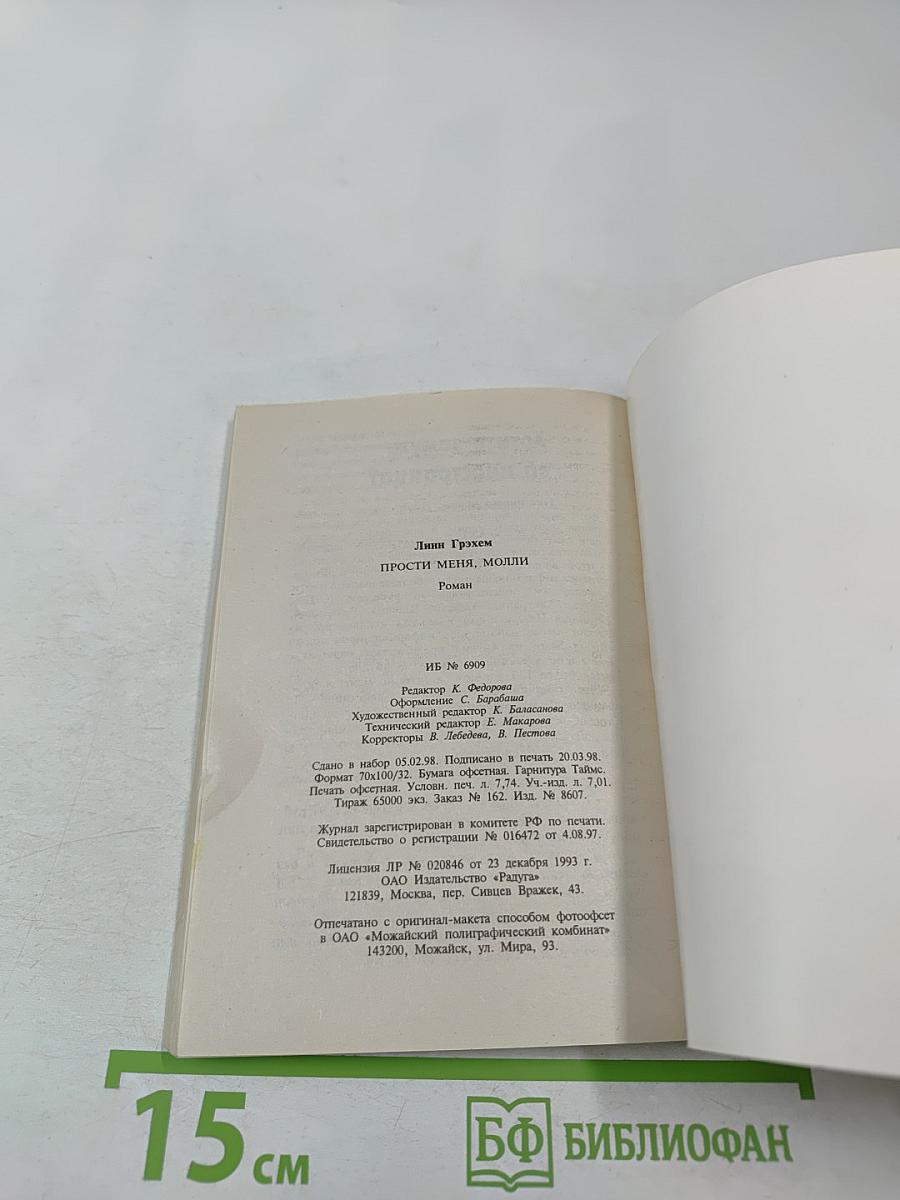 Линн Грэхем
ПРОСТИ МЕНЯ, МОЛЛИ
Роман
ИБ № 6909
Редактор К. Федорова
Оформление С. Барабаша
Художественный редактор К. Баласанова
Технический редактор Е. Макарова
Корректоры В. Лебедева, В. Пестова
Сдано в набор 05.02.98. Подписано в печать 20.03.98.
Формат 70x100/32. Бумага офсетная. Гарнитура Таймс.
Печать офсетная. Условн. печ. л. 7,74. Уч.-изд. л. 7,01.
Тираж 65000 экз. Заказ № 162. Изд. № 8607.
Журнал зарегистрирован в комитете РФ по печати.
Свидетельство о регистрации № 016472 от 4.08.97.
Лицензия ЛР № 020846 от 23 декабря 1993 г.
ОАО Издательство «Радуга»
121839, Москва, пер. Сивцев Вражек, 43.
Отпечатано с оригинал-макета способом фотоофсет
в ОАО «Можайский полиграфический комбинат»
143200, Можайск, ул. Мира, 93.
15 см
БФ БИБЛИОФАН